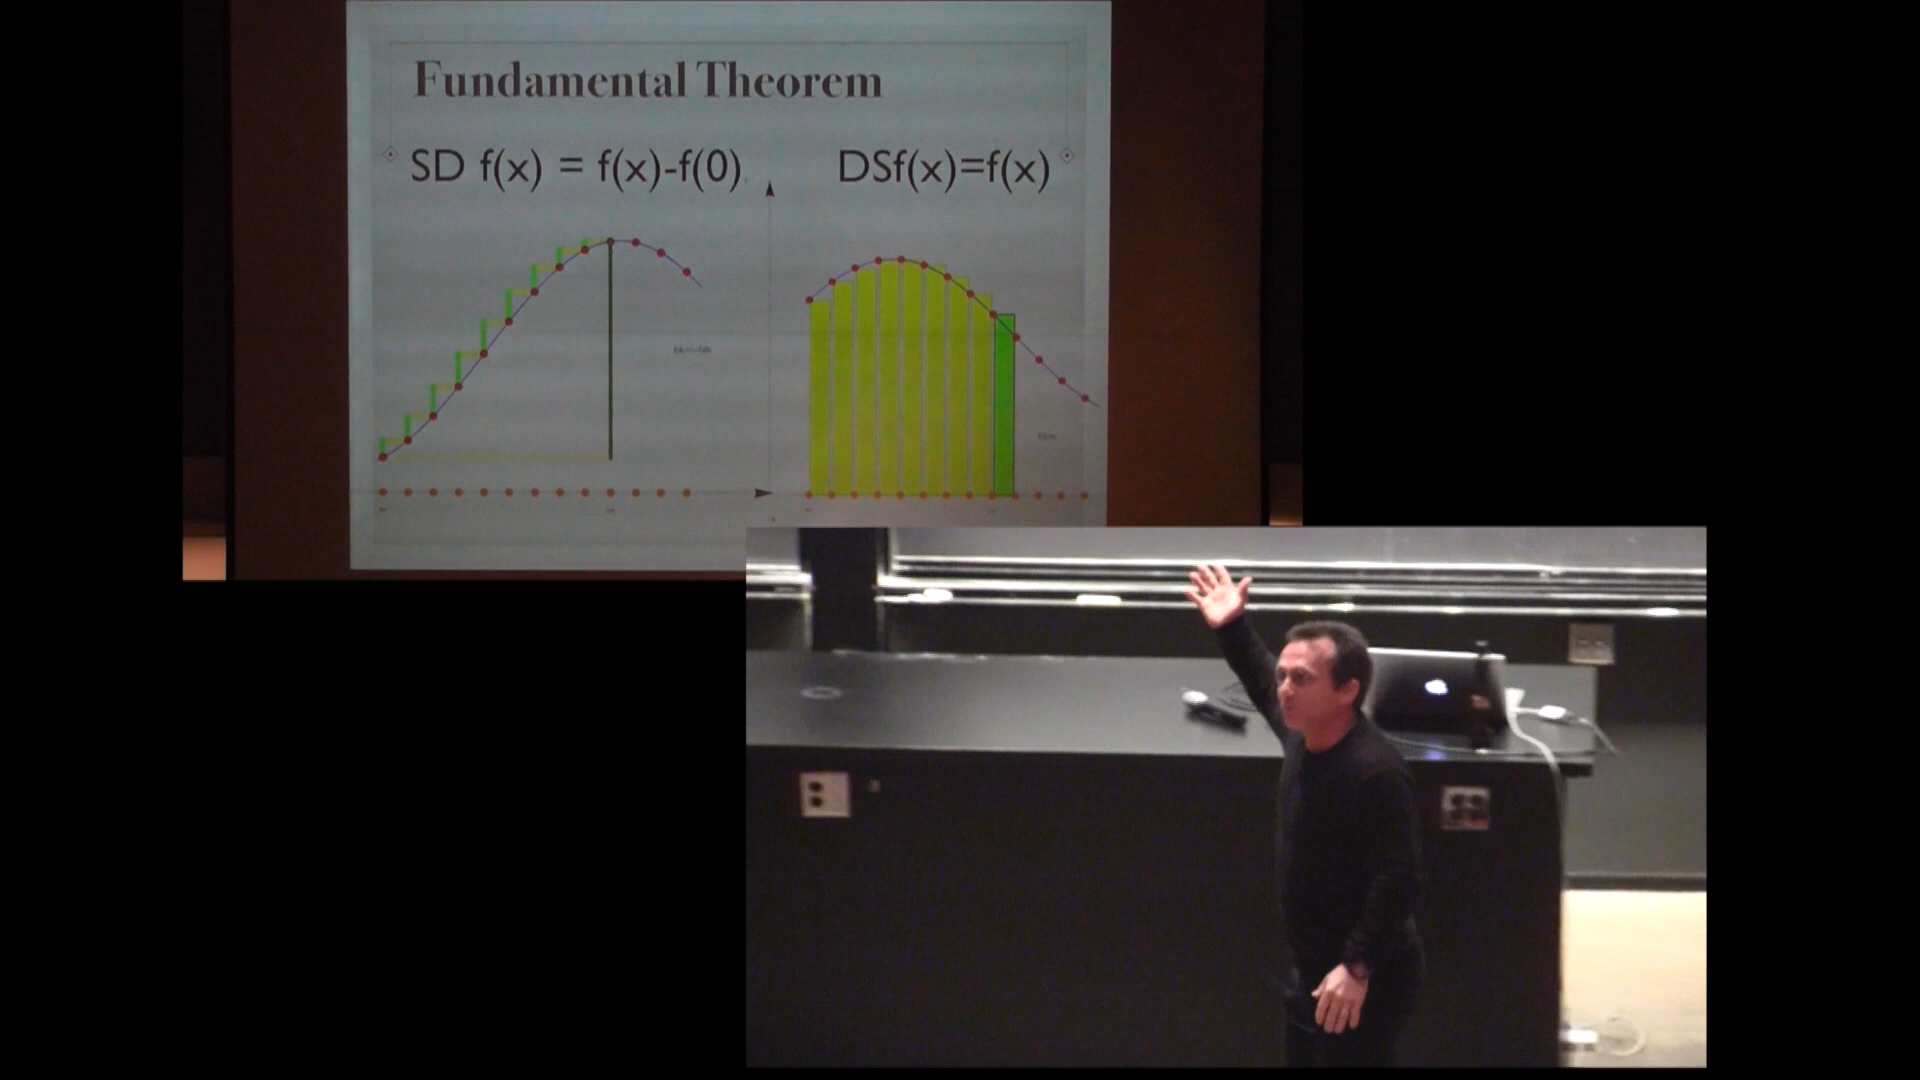 Fundamental Theorem
SD f(x) = f(x)-f(0)
DSf(x)=f(x)